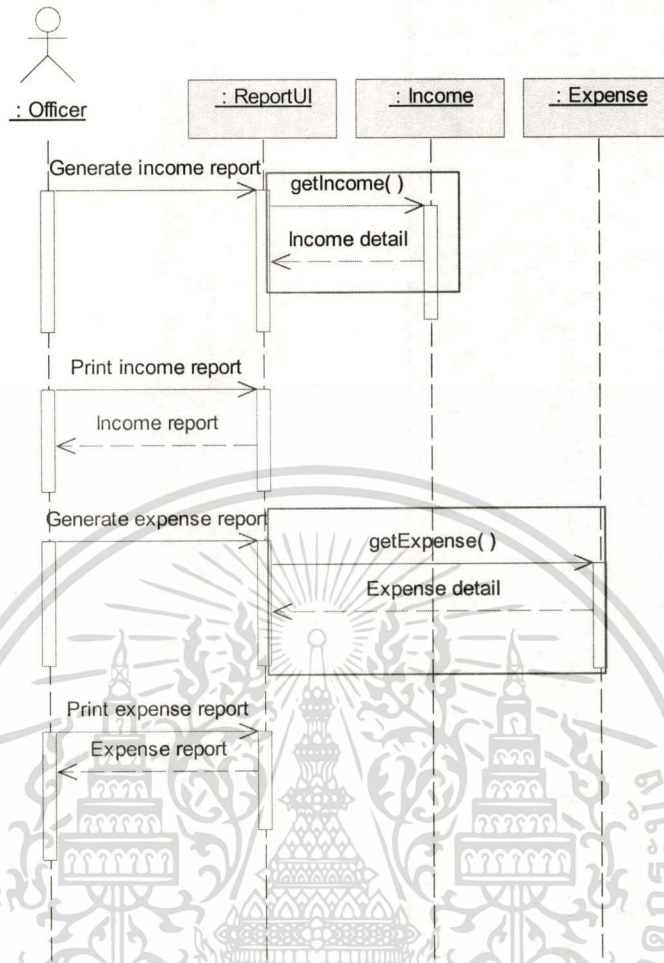 : Officer
: ReportUI
: Income
: Expense
Generate income report
getIncome( )
Income detail
Print income report
Income report
Generate expense report
getExpense( )
Expense detail
Print expense report
Expense report